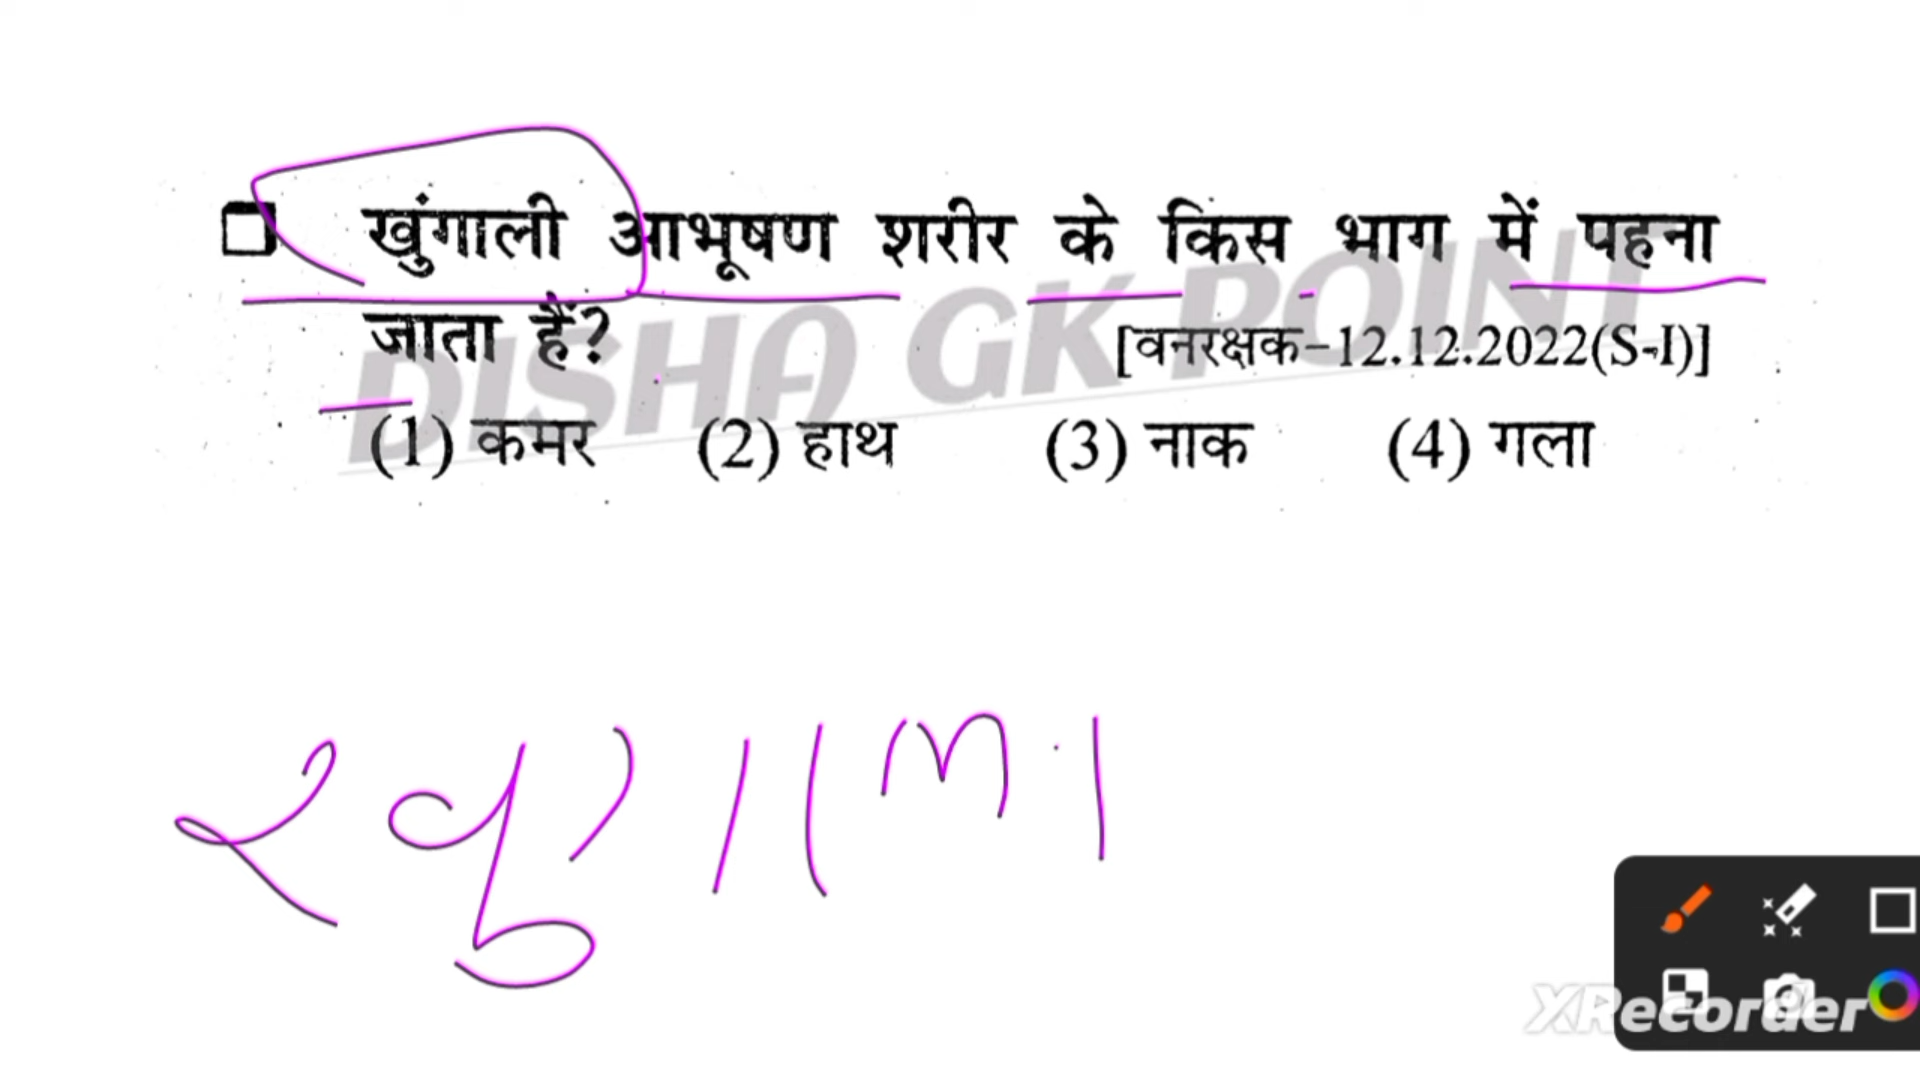 खुंगाली आभूषण शरीर के किस भाग में पहना
जाता हैं?
[वनरक्षक-12.12.2022(S-I)]
(1) कमर (2) हाथ (3) नाक (4) गला
DISHA GK POINT
XRecorder